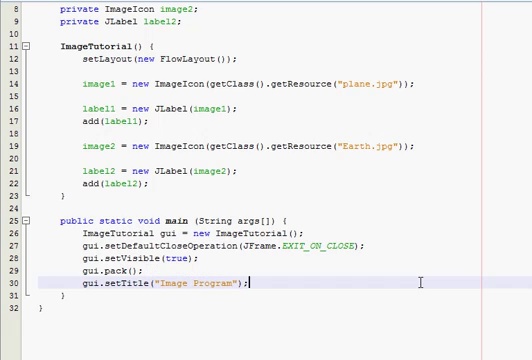 8 private ImageIcon image2;
9 private JLabel label2;
10
11 ImageTutorial() {
12 setLayout(new FlowLayout());
13
14 image1 = new ImageIcon(getClass().getResource("plane.jpg"));
15
16 label1 = new JLabel(image1);
17 add(label1);
18
19 image2 = new ImageIcon(getClass().getResource("Earth.jpg"));
20
21 label2 = new JLabel(image2);
22 add(label2);
23 }
24
25 public static void main (String args[]) {
26 ImageTutorial gui = new ImageTutorial();
27 gui.setDefaultCloseOperation(JFrame.EXIT_ON_CLOSE);
28 gui.setVisible(true);
29 gui.pack();
30 gui.setTitle("Image Program");
31 }
32 }